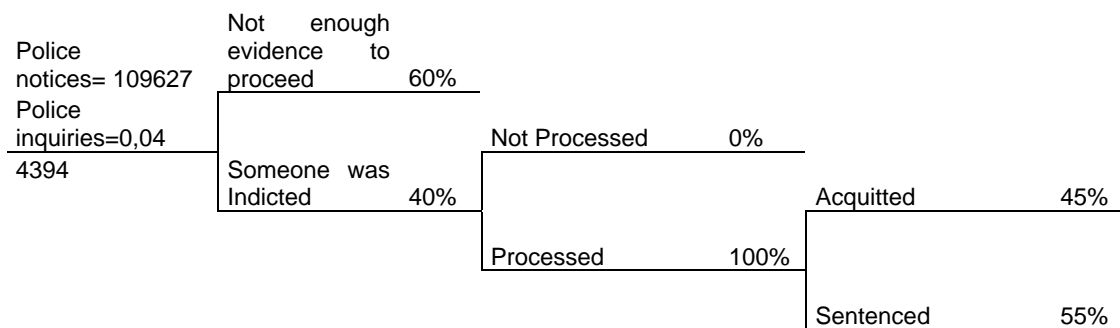 Not enough
Police evidence to
notices= 109627 proceed 60%
Police
inquiries=0,04 Not Processed 0%
4394 Someone was
Indicted 40% Acquitted 45%
Processed 100%
Sentenced 55%